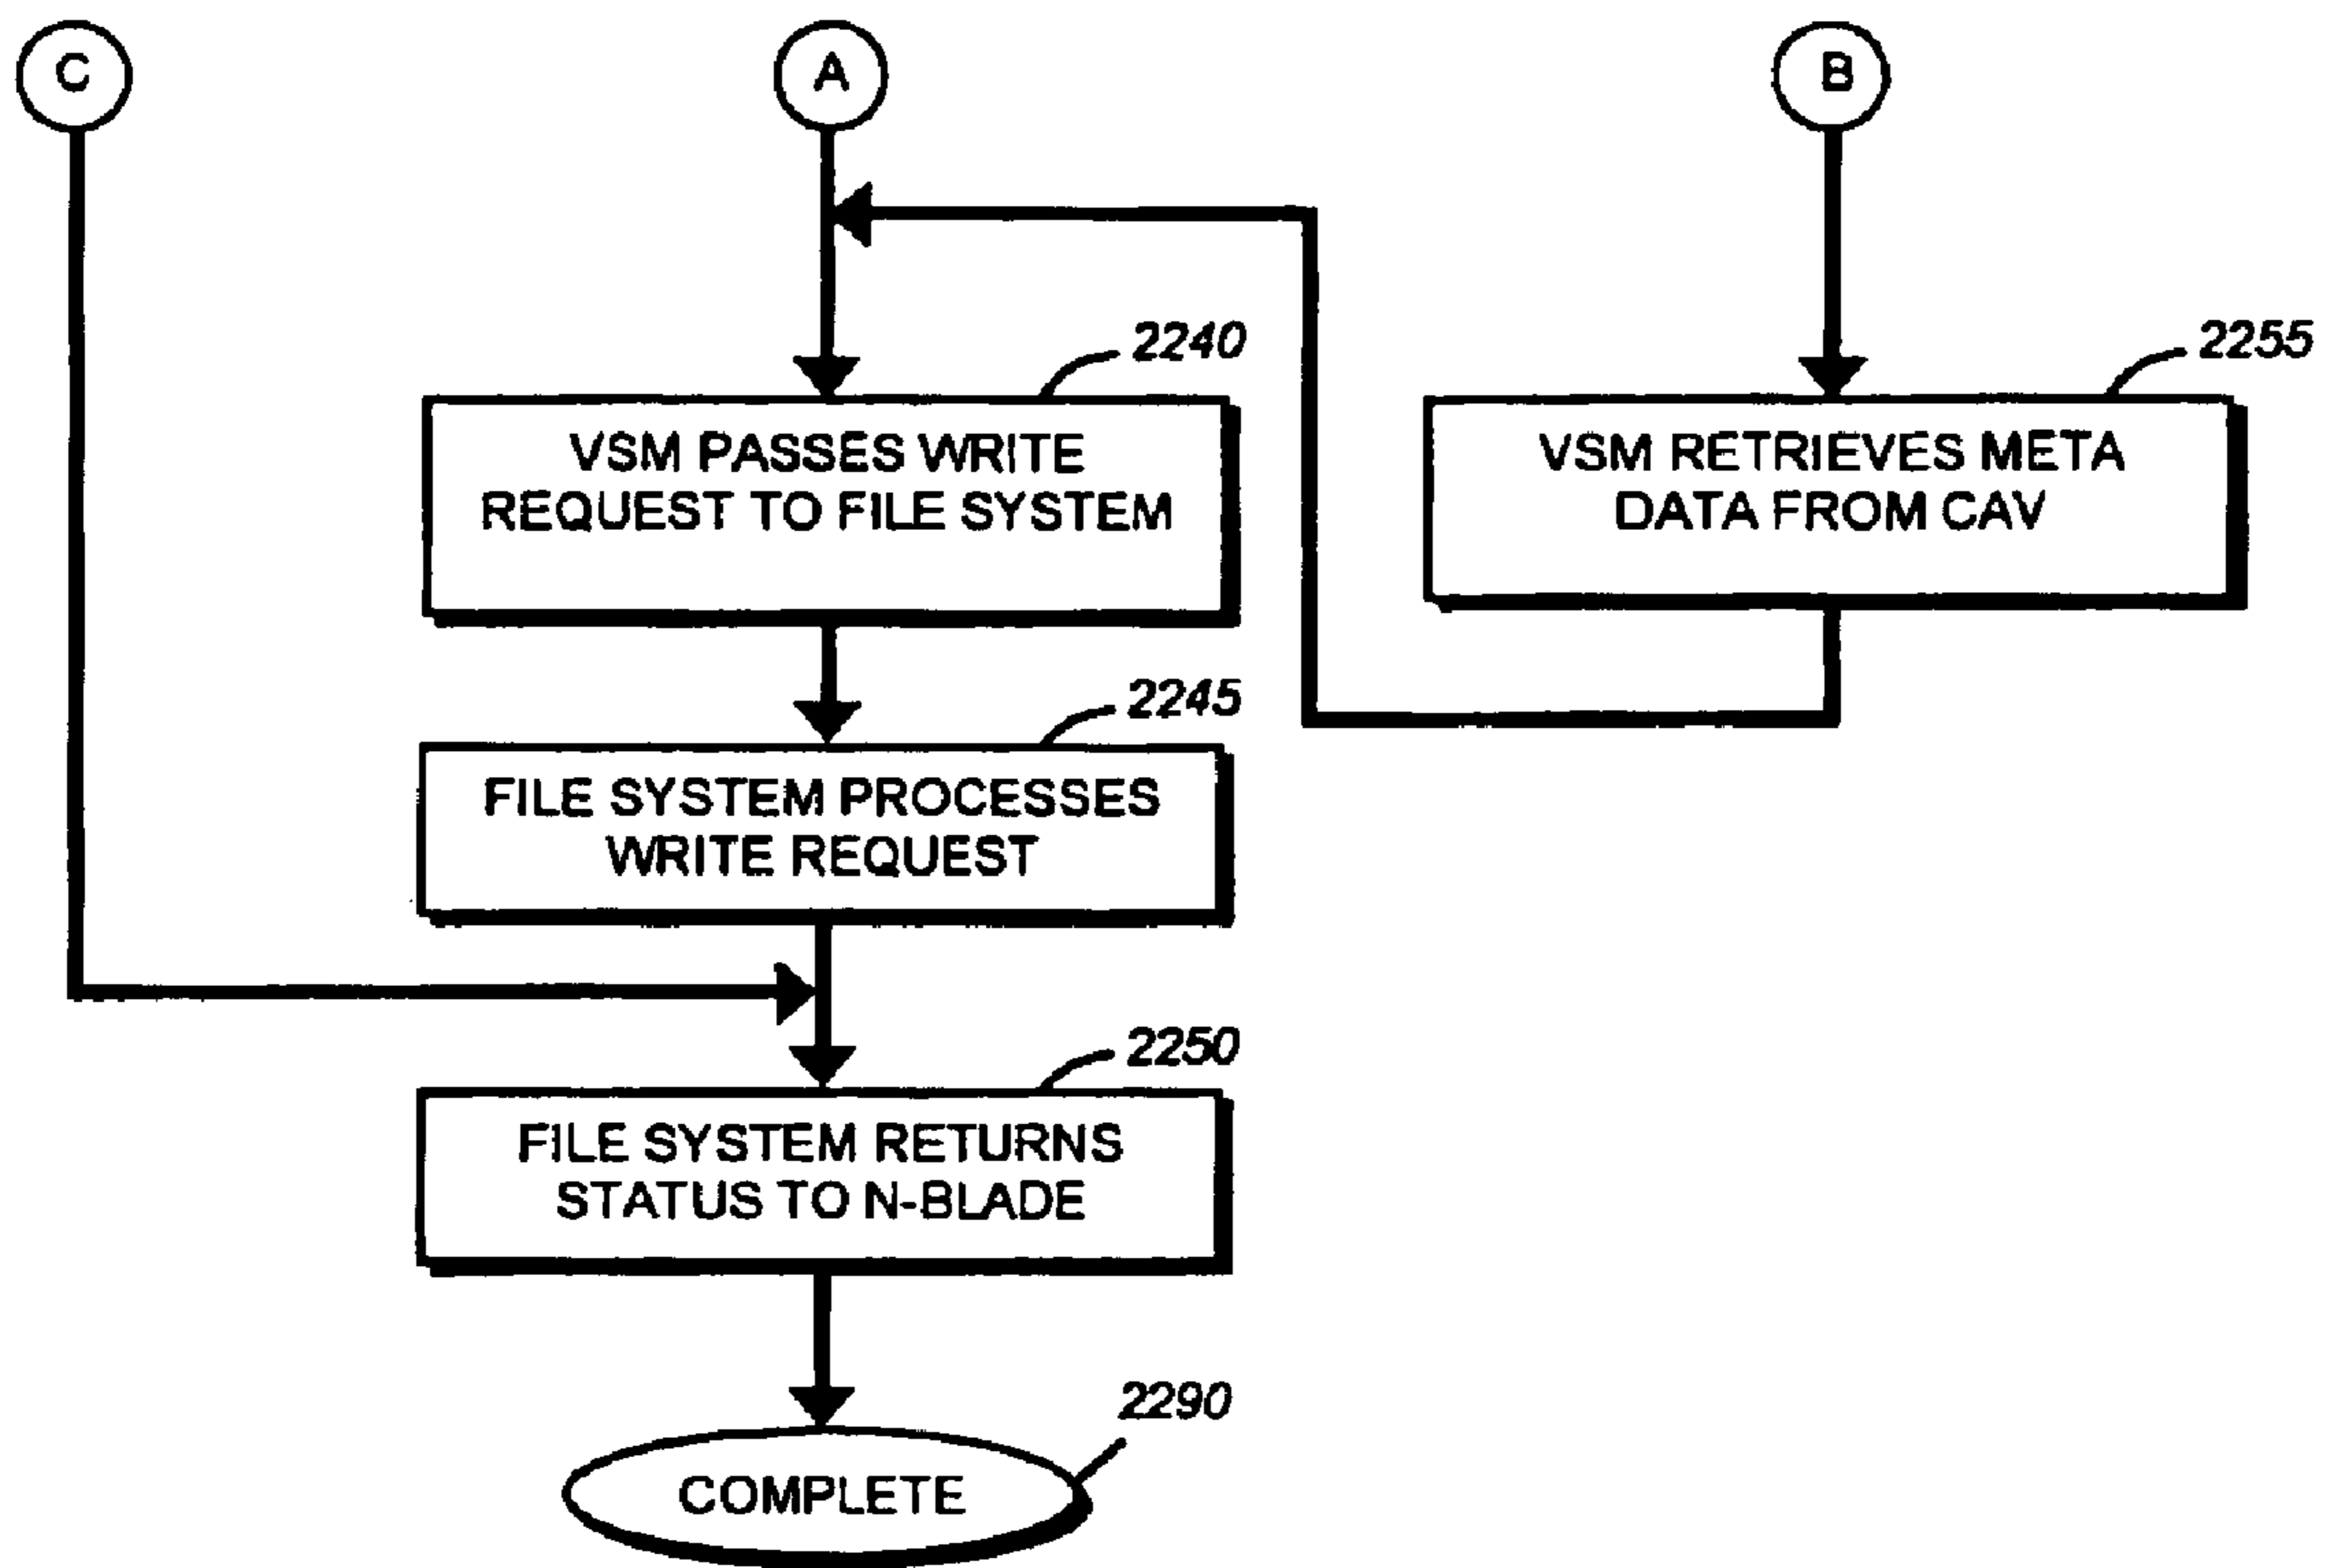 C
A
B
2240
2255
VSM PASSES WRITE
REQUEST TO FILE SYSTEM
VSM RETRIEVES META
DATA FROM CAV
2245
FILE SYSTEM PROCESSES
WRITE REQUEST
2250
FILE SYSTEM RETURNS
STATUS TO N-BLADE
2290
COMPLETE